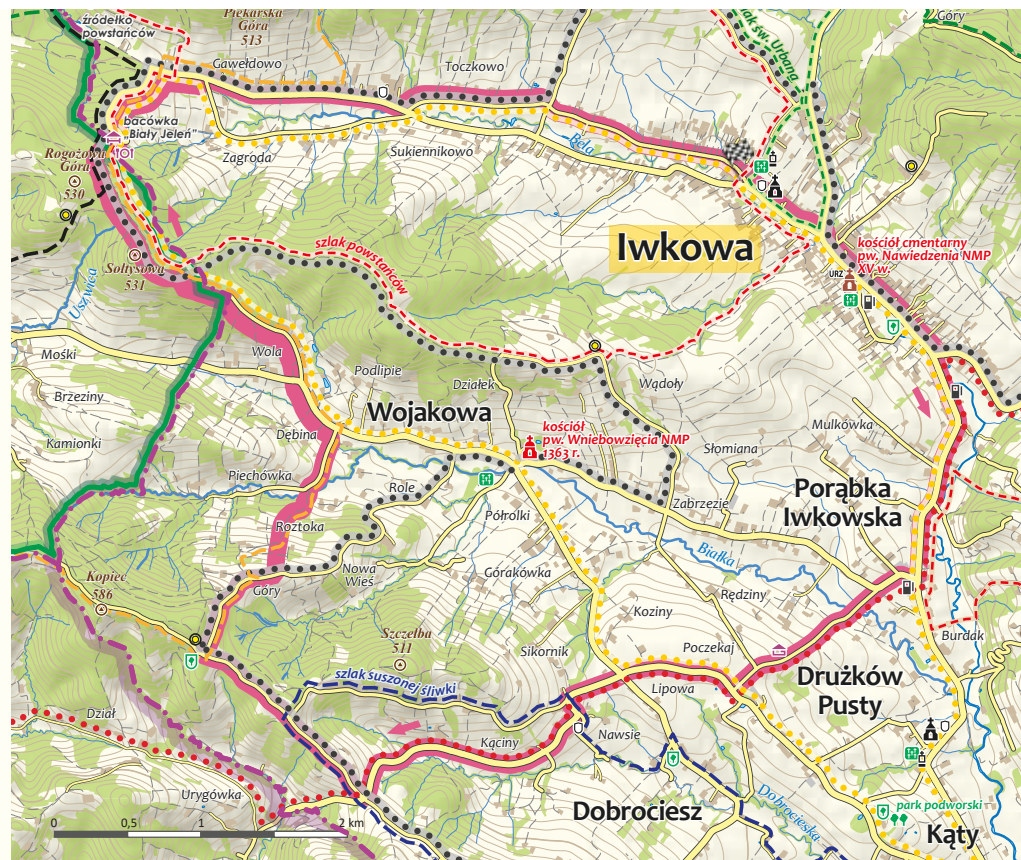 źródełko
powstańców
Piekarska
Góra
513
Gawełdowo
Toczkowo
szlak św. Urbana
Góry
bacówka
"Biały Jeleń"
Rogozowa
Góra
530
Zagroda
Sukiennikowo
Bela
Iwkowa
kościół cmentarny
pw. Nawiedzenia NMP
XV w.
URZ
szlak powstańców
Sołtysova
531
Uszwica
Mośki
Wola
Podlipie
Działek
Wądoły
Brzeziny
Wojakowa
kościół
pw. Wniebowzięcia NMP
1363 r.
Mulkówka
Kamionki
Dębina
Słomiana
Piechówka
Role
Zabrzezie
Porąbka
Iwkowska
Półrolki
Roztoka
Białka
Nowa
Wieś
Górakówka
Kopiec
586
Góry
Rędziny
Koziny
Burdak
Szczelba
511
Sikornik
Poczekaj
szlak suszonej śliwki
Lipowa
Drużków
Pusty
Dział
Kąciny
Nawsie
Urygówka
Dobrociesz
Dobrocieska
park podworski
Kąty
0 0,5 1 2 km